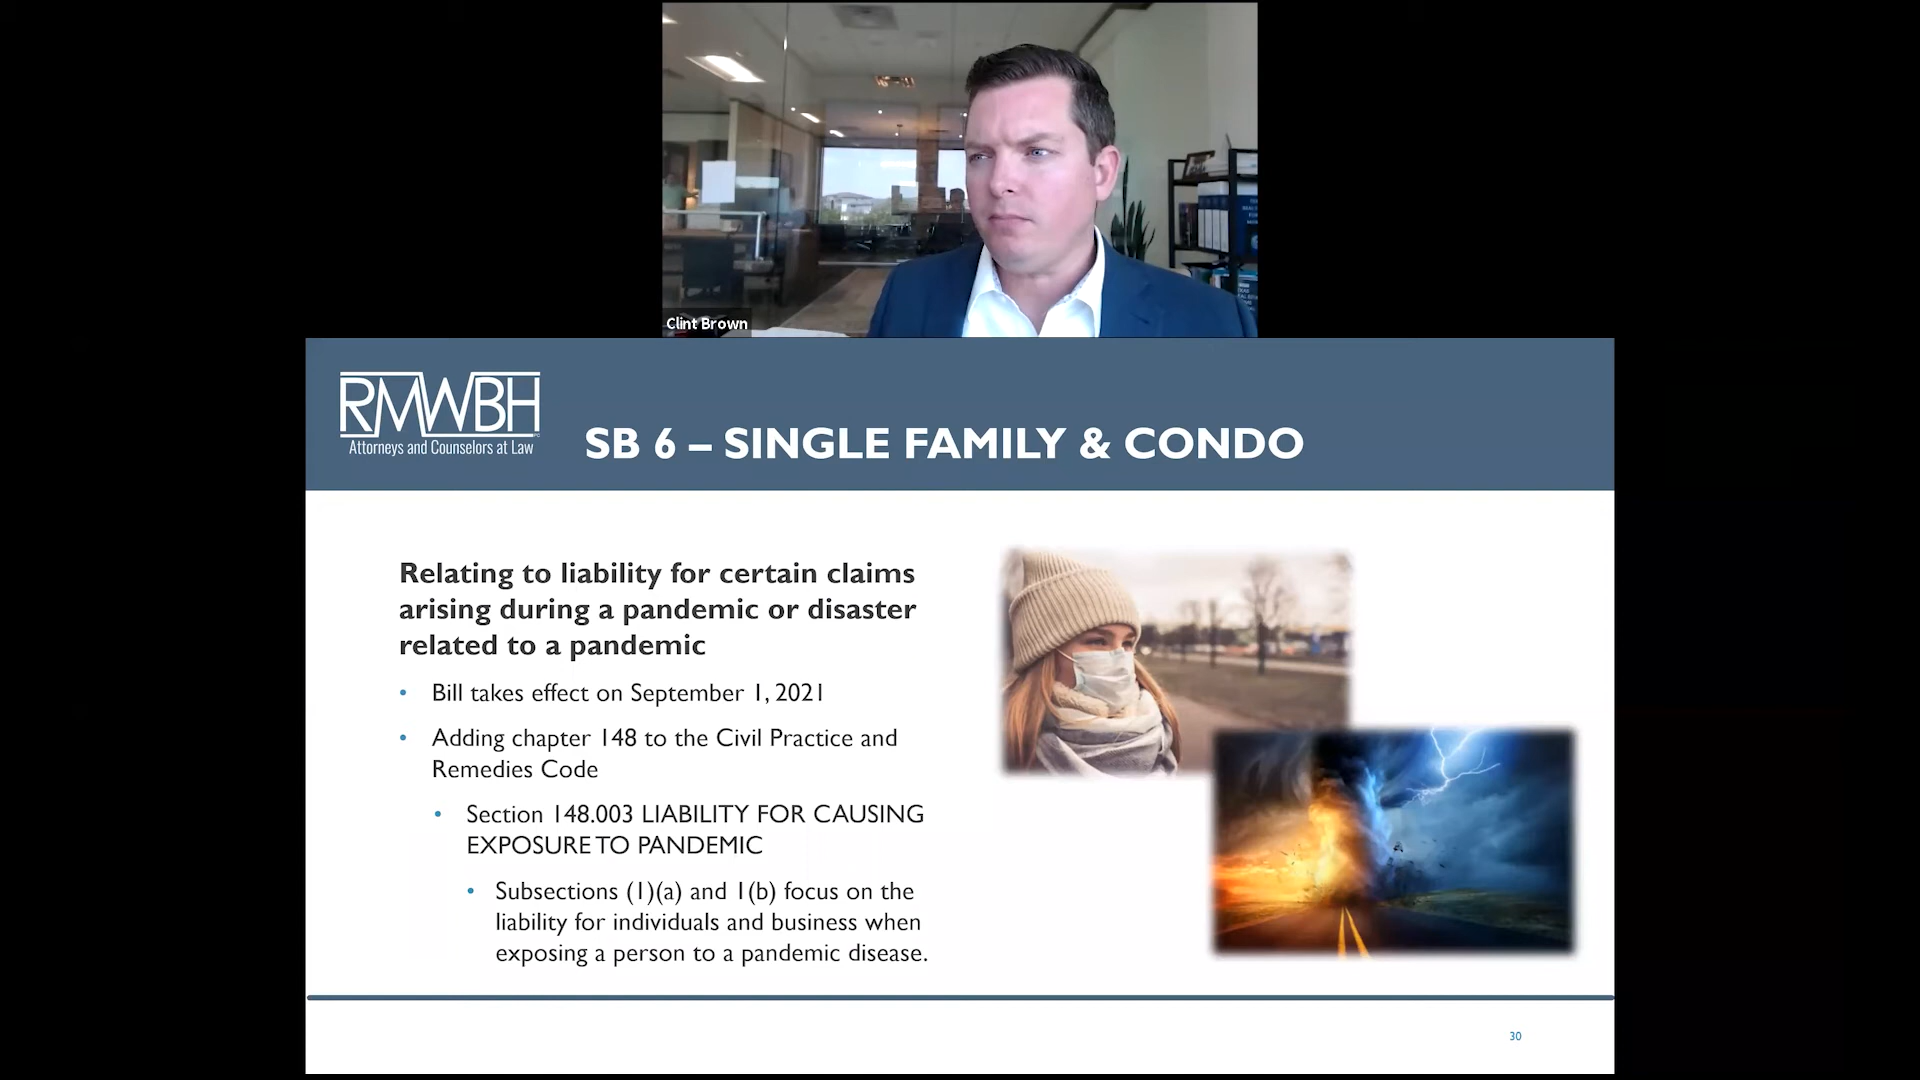 Clint Brown
RMWBH
Attorneys and Counselors at Law
SB 6 – SINGLE FAMILY & CONDO
Relating to liability for certain claims
arising during a pandemic or disaster
related to a pandemic
• Bill takes effect on September 1, 2021
• Adding chapter 148 to the Civil Practice and
Remedies Code
• Section 148.003 LIABILITY FOR CAUSING
EXPOSURE TO PANDEMIC
• Subsections (1)(a) and 1(b) focus on the
liability for individuals and business when
exposing a person to a pandemic disease.
30